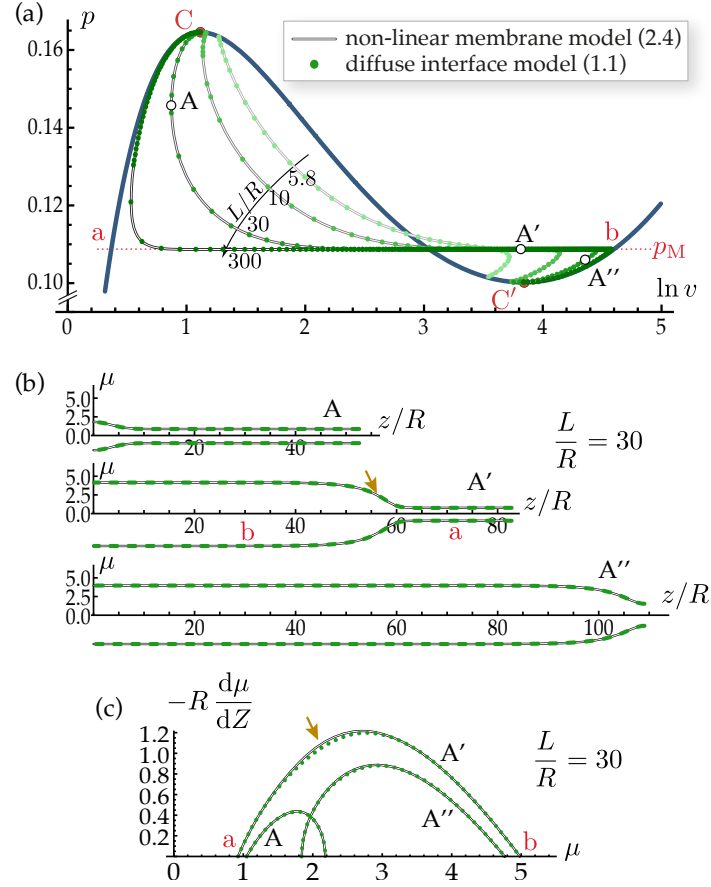 (a)
p
C
0.16
non-linear membrane model (2.4)
diffuse interface model (1.1)
0.14
A
L/R
5.8
10
30
300
0.12
a
A′
b
p_M
A′′
0.10
C′
ln v
0 1 2 3 4 5
(b)
μ
5.0
2.5
0.0
A
z/R
20 40
L/R = 30
μ
5.0
2.5
0.0
A′
z/R
20 40 60 80
b
a
μ
5.0
2.5
0.0
A′′
z/R
20 40 60 80 100
(c)
−R dμ/dZ
1.2
1.0
0.8
0.6
0.4
0.2
A′
L/R = 30
a
A
A′′
b
μ
0 1 2 3 4 5